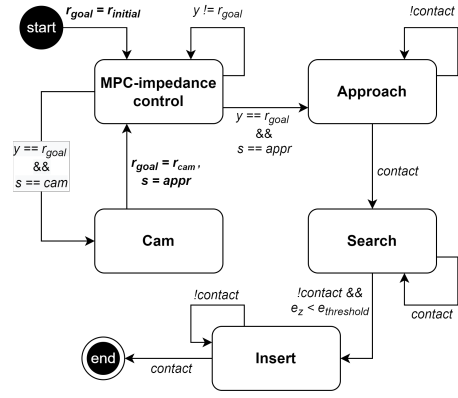 start
r_goal = r_initial
y != r_goal
!contact
MPC-impedance
control
Approach
y == r_goal
&&
s == appr
y == r_goal
&&
s == cam
r_goal = r_cam ,
s = appr
contact
Cam
Search
!contact
!contact &&
e_z < e_threshold
contact
end
contact
Insert